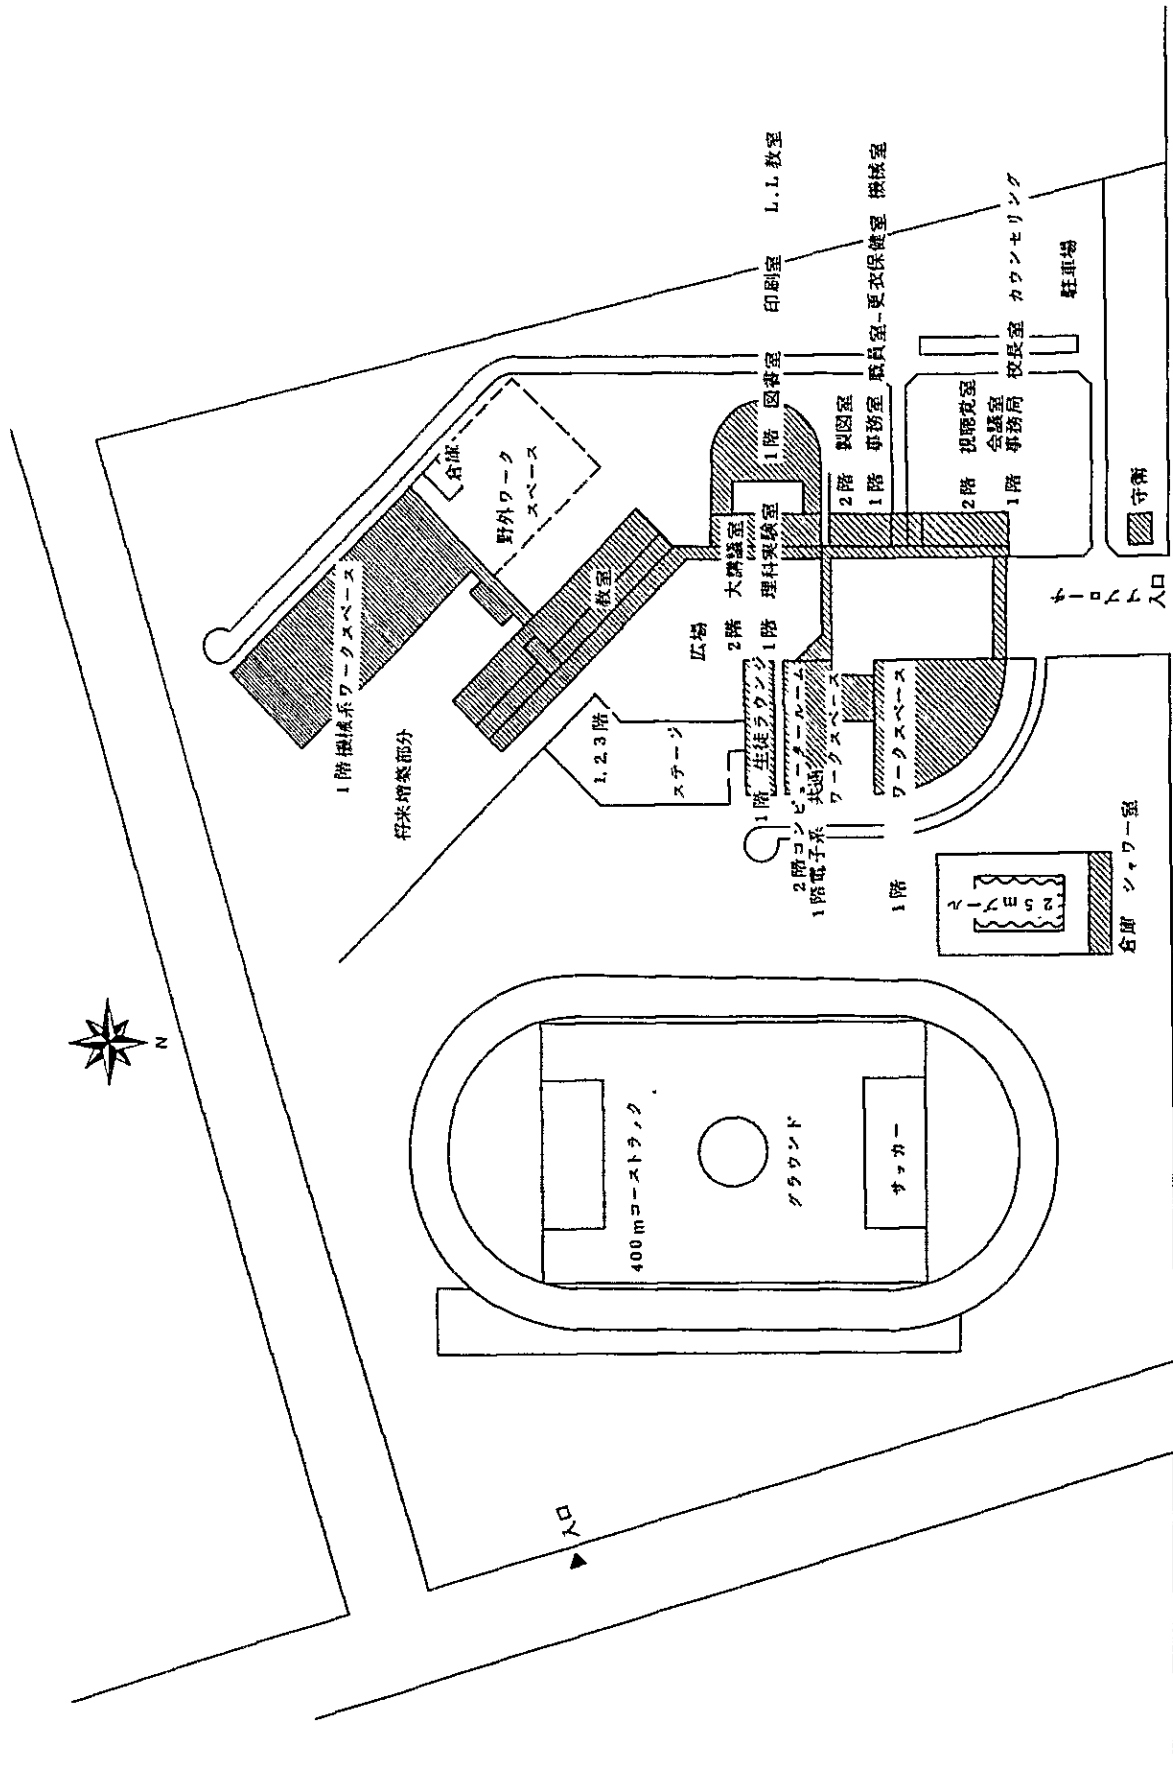 N
1階機械系ワークスペース
将来増築部分
倉庫
野外ワーク
スペース
教室
1,2,3階
ステージ
広場
2階 大講議室
1階 理科実験室
1階 図書室 印刷室 L.L教室
2階 製図室
1階 事務室 職員室-更衣保健室 機械室
2階 視聴覚室
会議室
1階 事務局 校長室 カウンセリング
駐車場
守衛
アプローチ
入口
1階 生徒ラウンジ
2階コンピュータールーム
1階電子系 共通
ワークスペース
1階 ワークスペース
25m
プール
倉庫 シャワー室
400mコーストラック
グラウンド
サッカー
入口